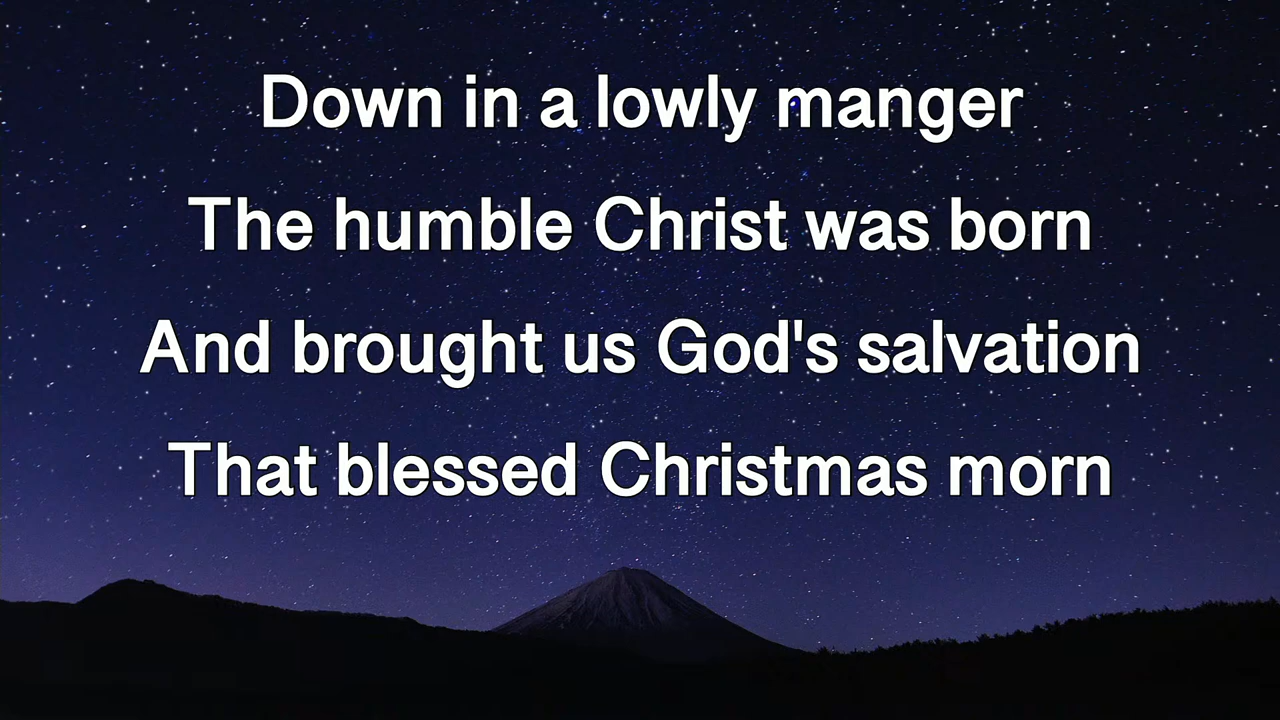 Down in a lowly manger
The humble Christ was born
And brought us God's salvation
That blessed Christmas morn